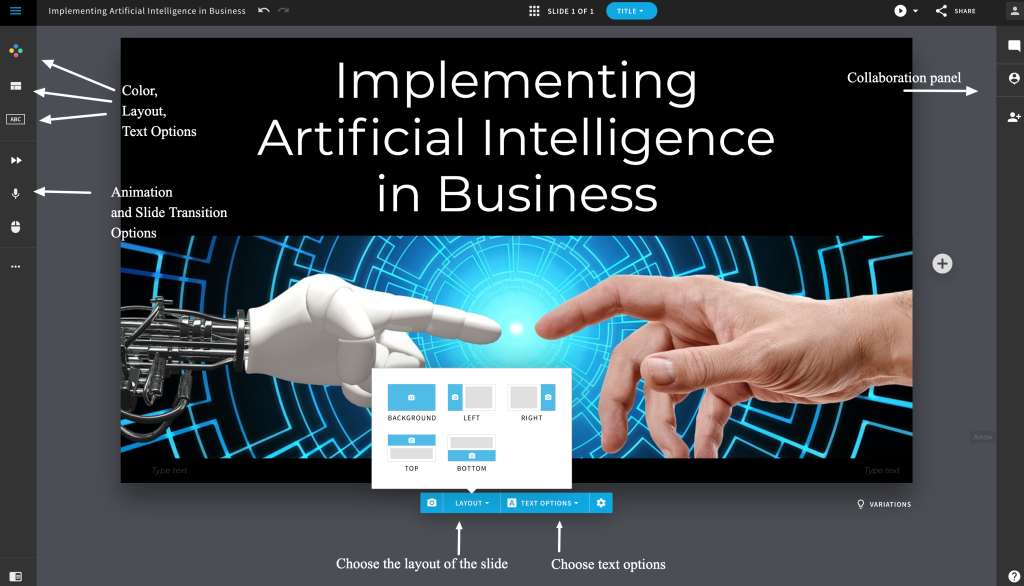 Implementing Artificial Intelligence in Business
SLIDE 1 OF 1
TITLE
SHARE
Implementing
Artificial Intelligence
in Business
Collaboration panel
Color,
Layout,
Text Options
ABC
Animation
and Slide Transition
Options
BACKGROUND
LEFT
RIGHT
TOP
BOTTOM
Arrow
Type text
Type text
LAYOUT
A TEXT OPTIONS
VARIATIONS
Choose the layout of the slide
Choose text options
?